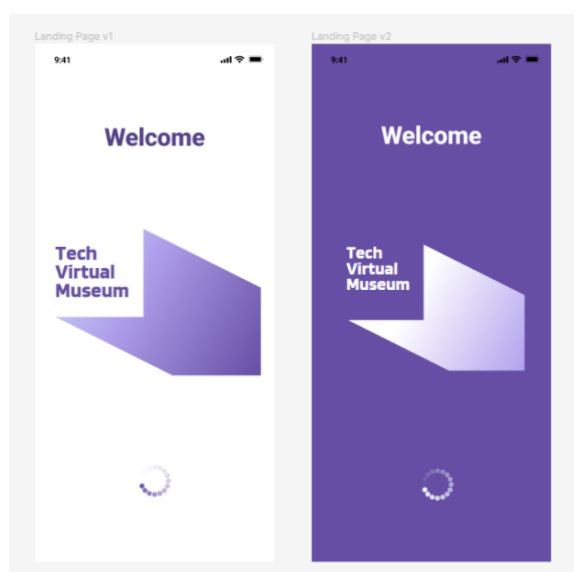 Landing Page v1
9:41
Welcome
Tech
Virtual
Museum
Landing Page v2
9:41
Welcome
Tech
Virtual
Museum